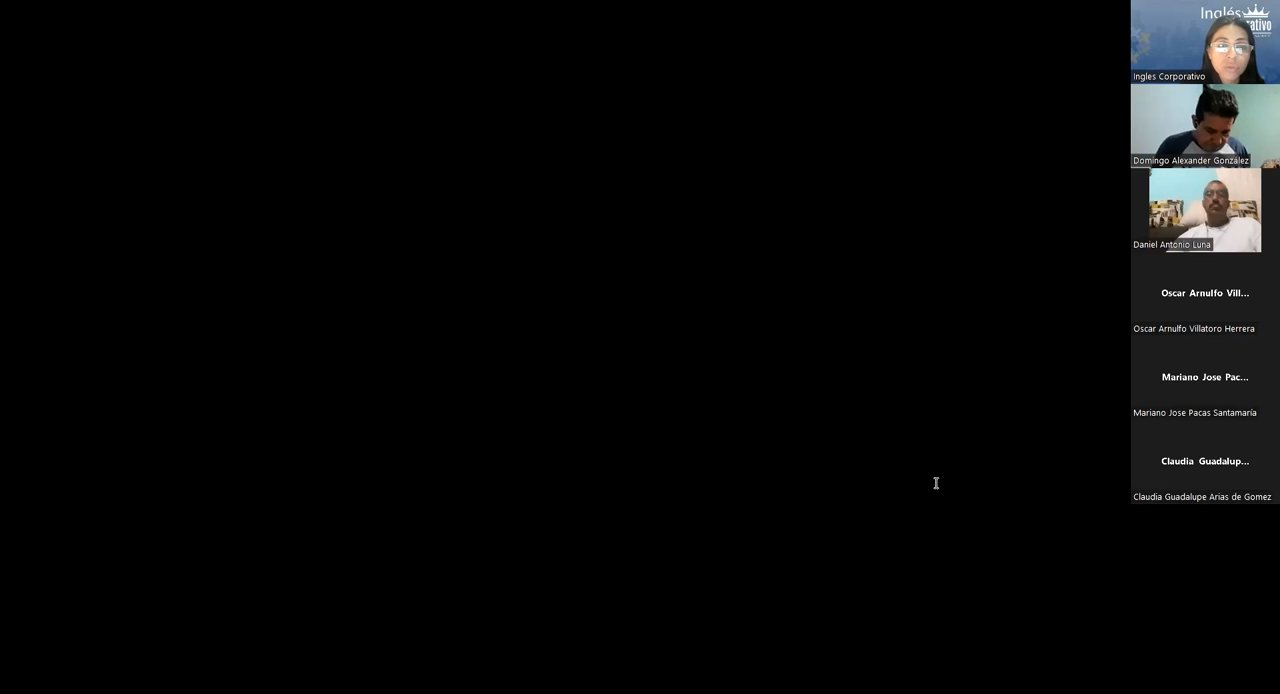 Inglés
Ingles Corporativo
Domingo Alexander González
Daniel Antonio Luna
Oscar Arnulfo Vill...
Oscar Arnulfo Villatoro Herrera
Mariano Jose Pac...
Mariano Jose Pacas Santamaría
Claudia Guadalup...
Claudia Guadalupe Arias de Gomez